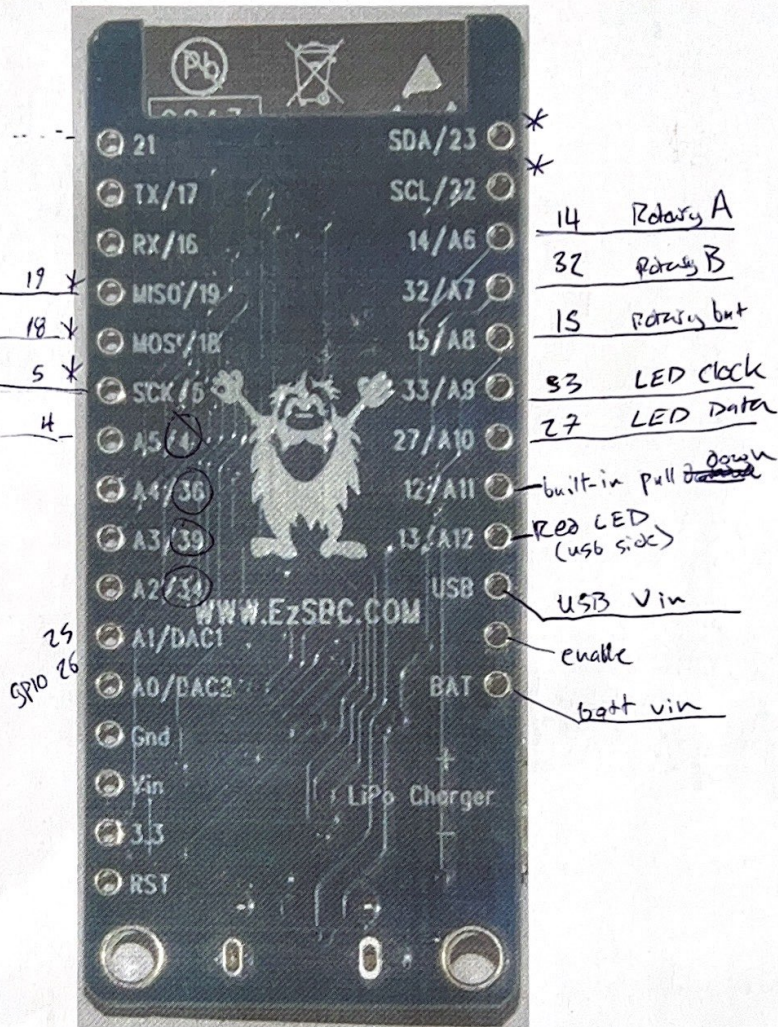 Pb
21 SDA/23 *
TX/17 SCL/22 *
RX/16 14/A6 14 Rotary A
19 * MISO/19 32/A7 32 Rotary B
18 * MOSI/18 15/A8 15 Rotary but
5 * SCK/5 33/A9 33 LED Clock
4 A5/4 27/A10 27 LED Data
A4/36 12/A11 built-in pull down
A3/39 13/A12 Red LED
(usb side)
A2/34 USB USB Vin
WWW.EzSBC.COM
25 A1/DAC1 enable
GPIO 26 A0/DAC2 BAT batt vin
Gnd
Vin +
LiPo Charger
3.3 −
RST